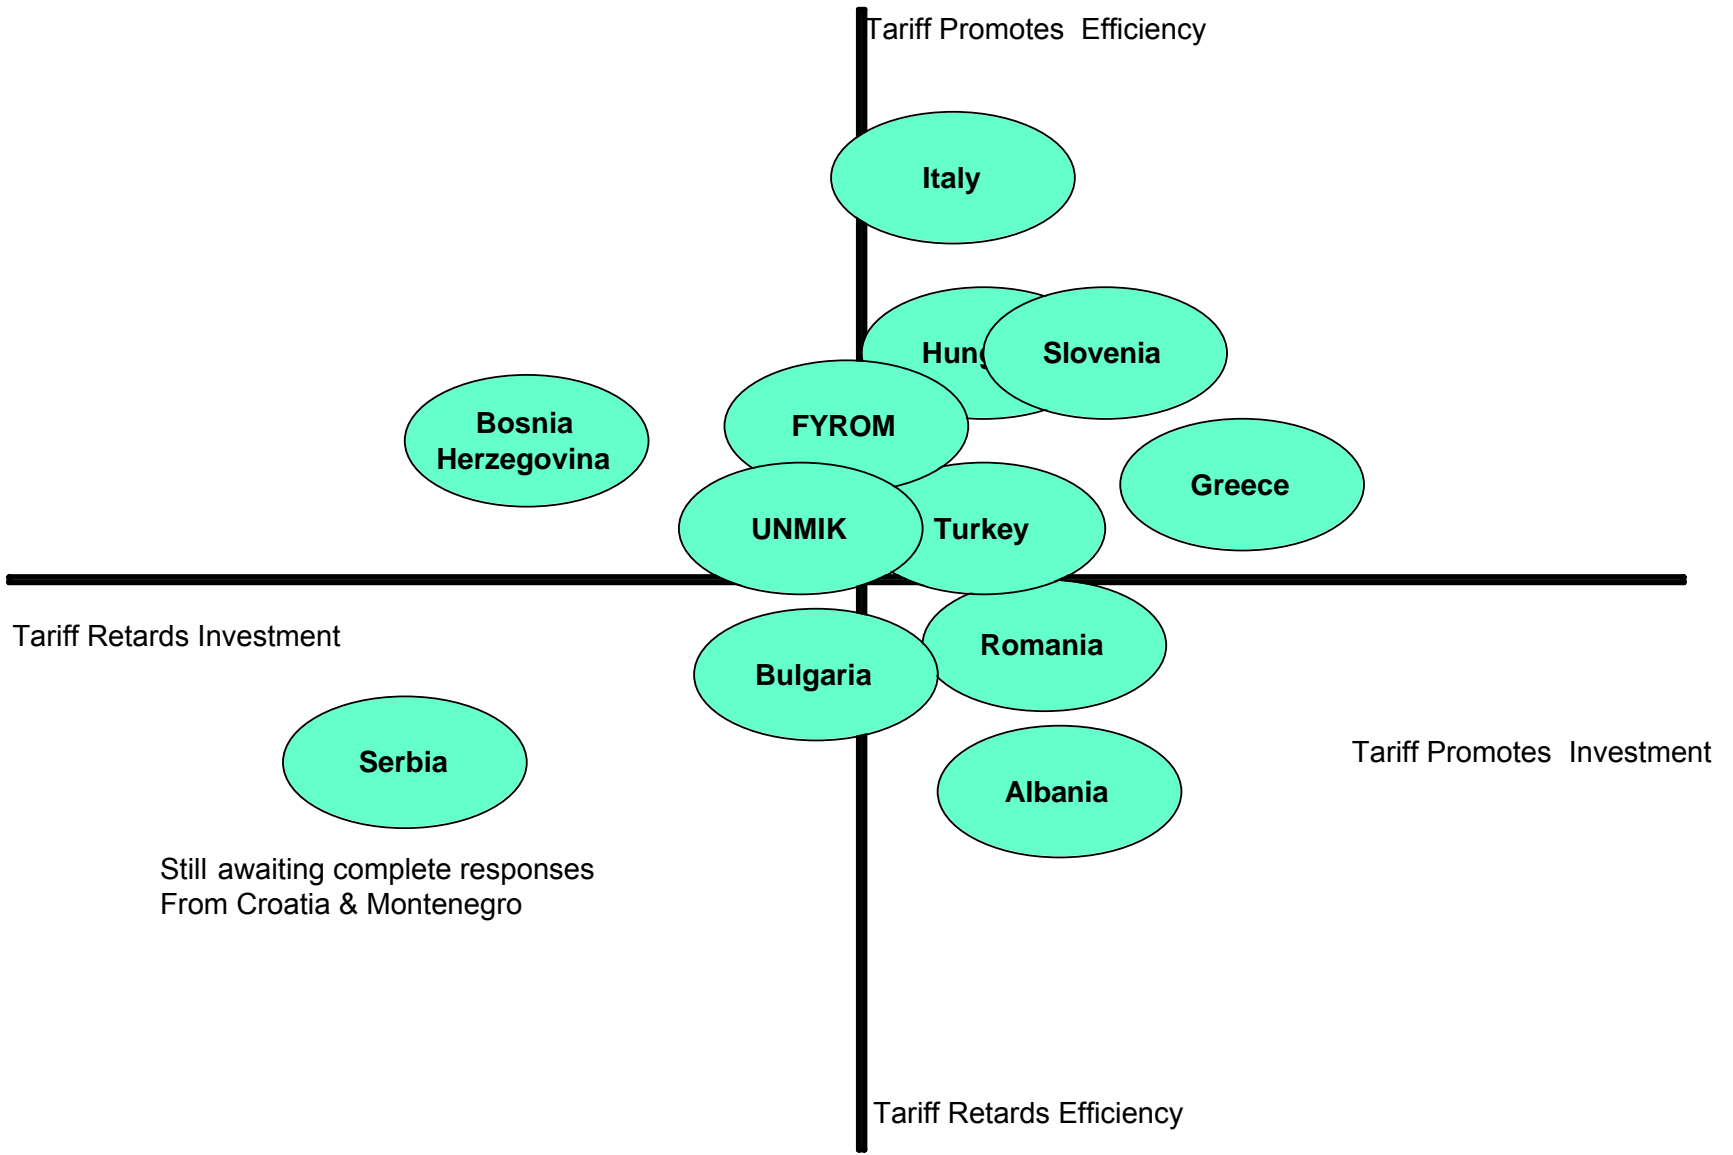 Tariff Promotes Efficiency
Italy
Hung
Slovenia
Bosnia
Herzegovina
FYROM
Greece
UNMIK
Turkey
Tariff Retards Investment
Romania
Bulgaria
Serbia
Tariff Promotes Investment
Albania
Still awaiting complete responses
From Croatia & Montenegro
Tariff Retards Efficiency